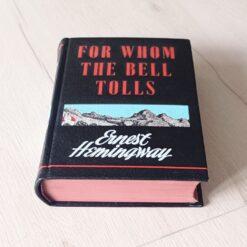 FOR WHOM
THE BELL
TOLLS
Ernest
Hemingway